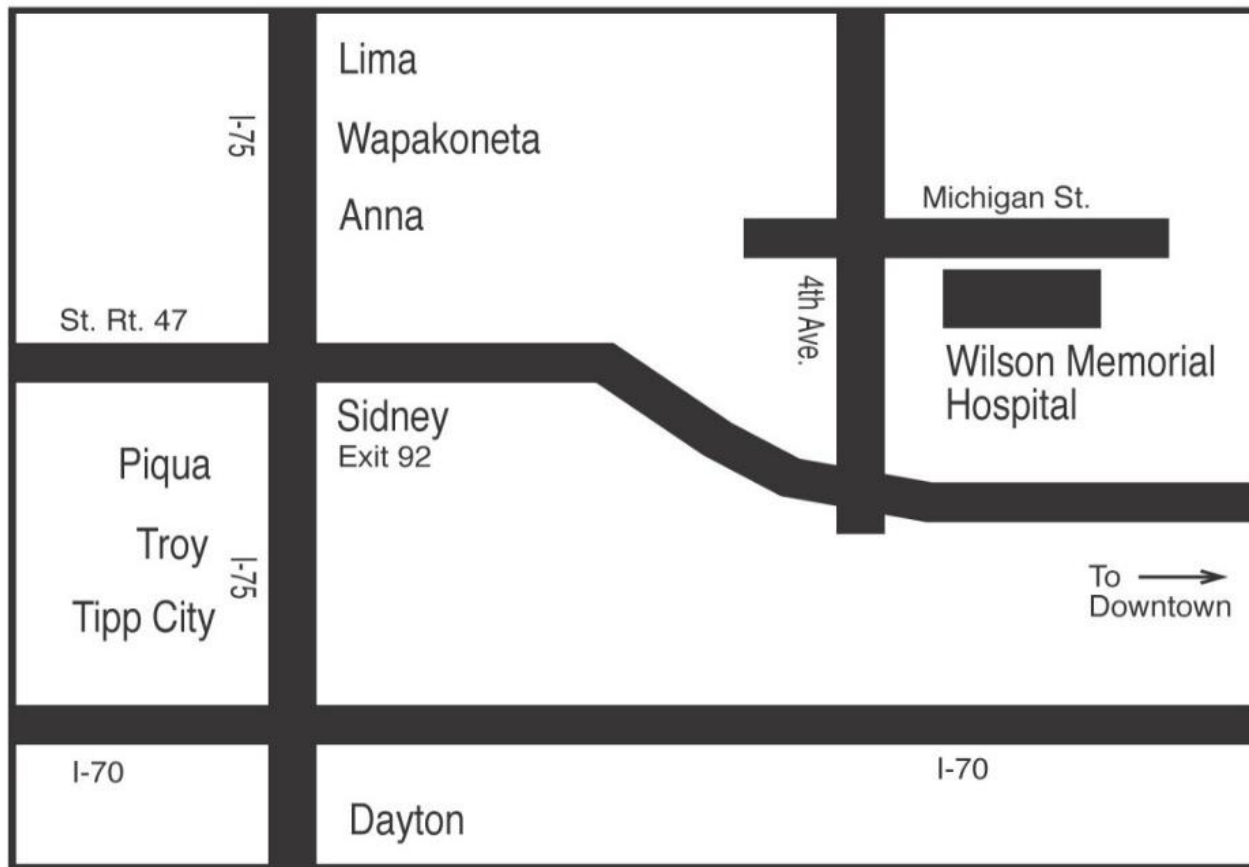 Lima
I-75
Wapakoneta
Anna
Michigan St.
4th Ave.
St. Rt. 47
Wilson Memorial
Hospital
Sidney
Exit 92
Piqua
Troy
I-75
Tipp City
To
Downtown
I-70
I-70
Dayton